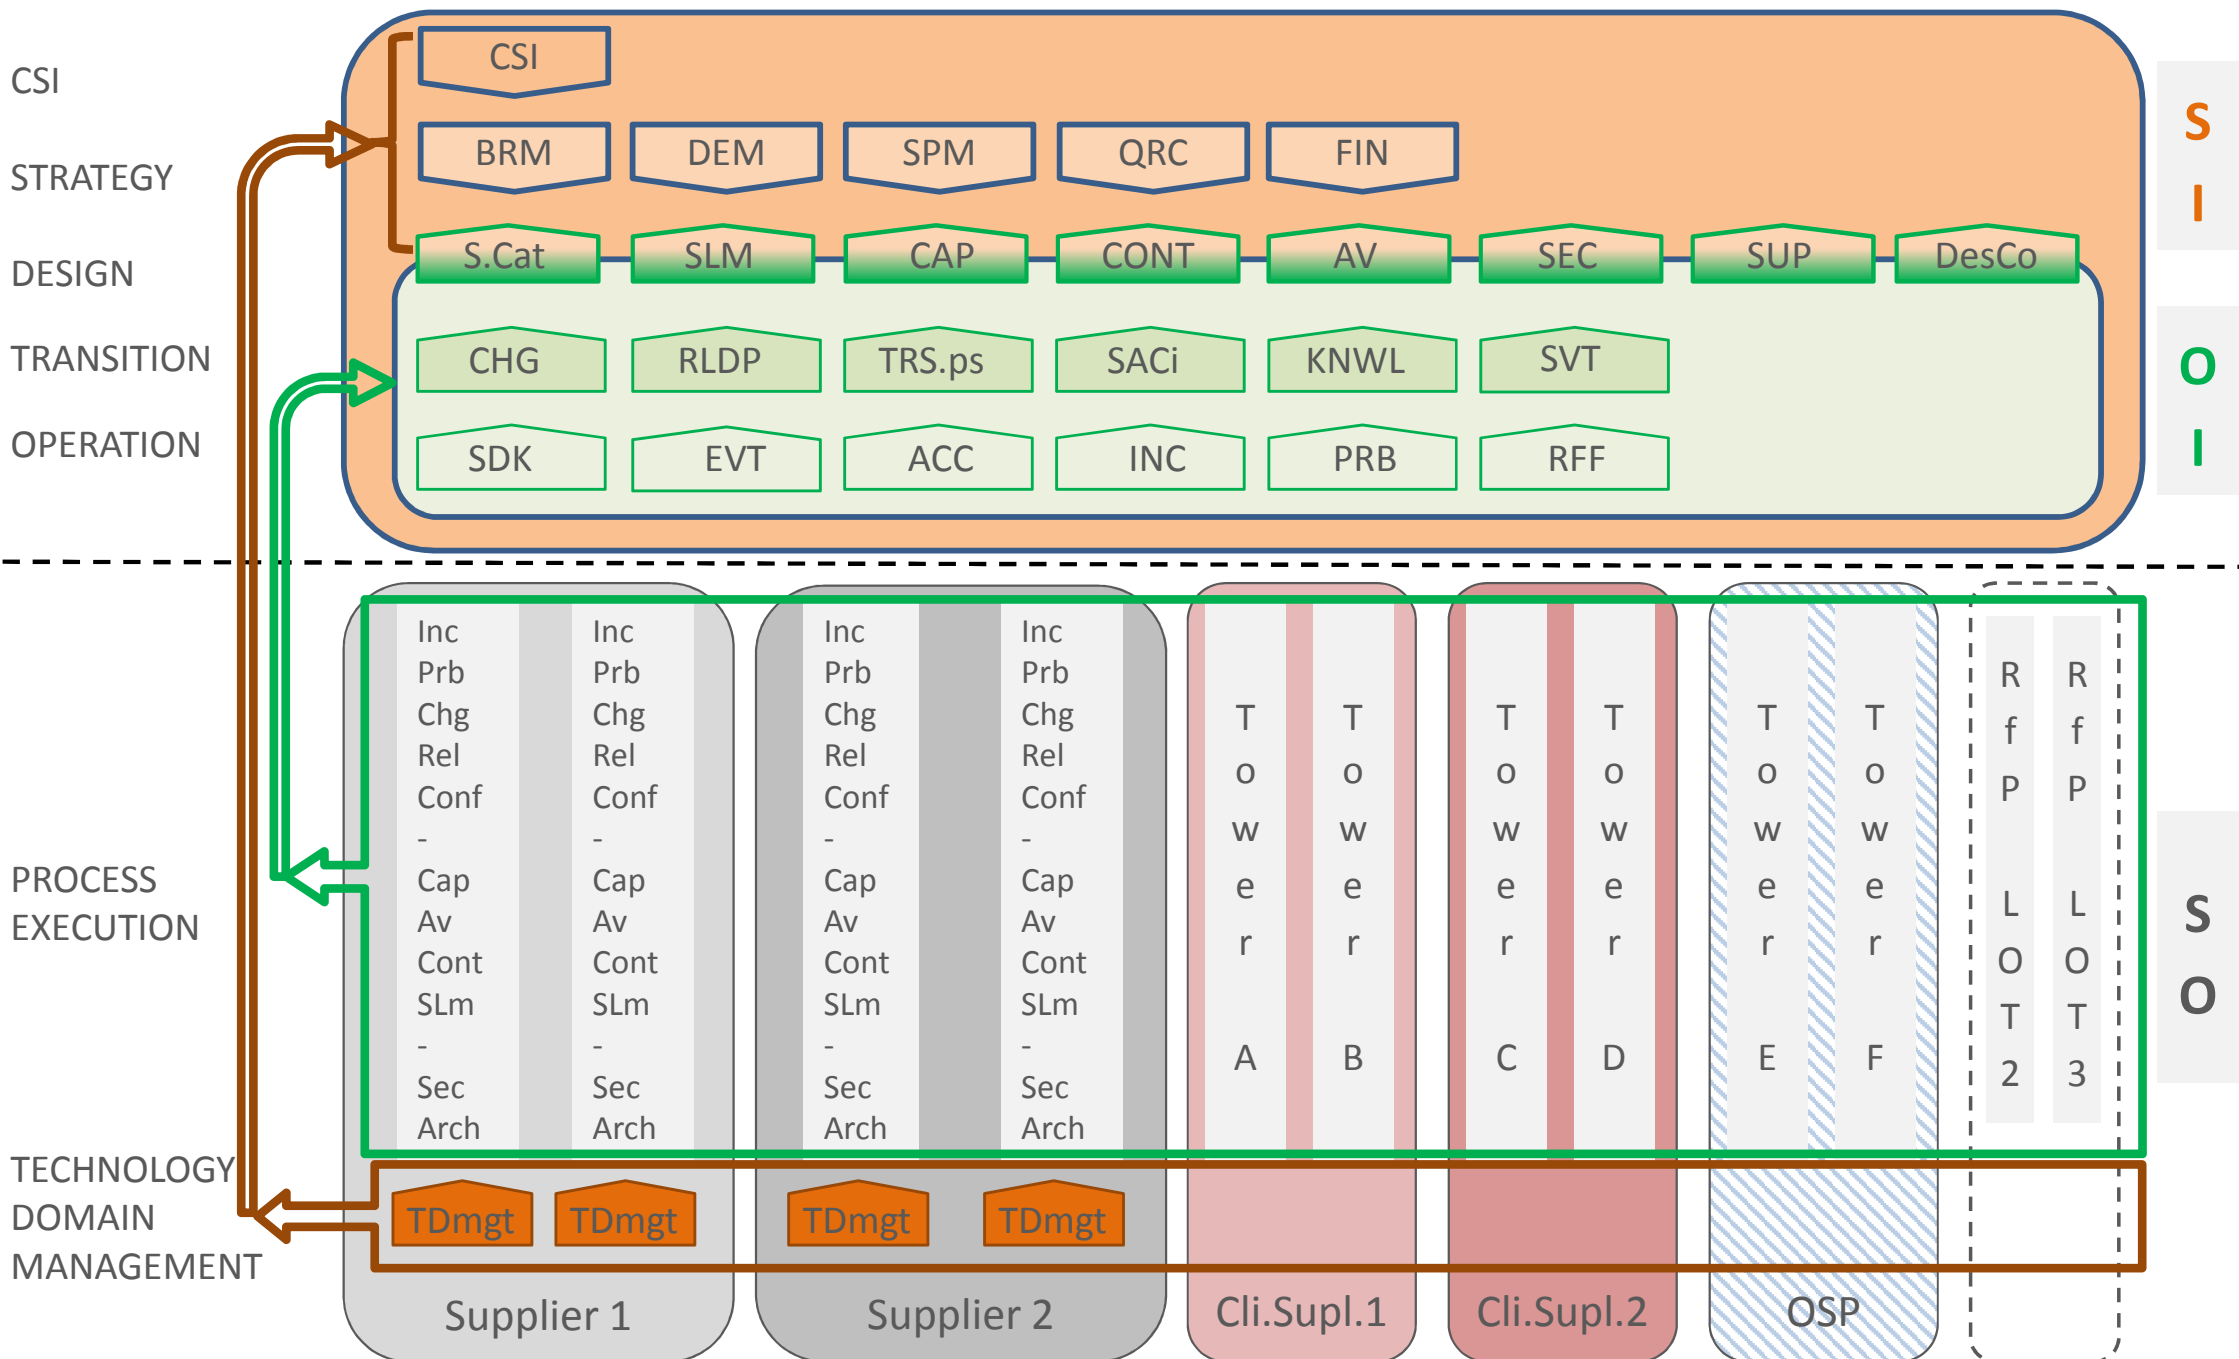 CSI
STRATEGY
DESIGN
TRANSITION
OPERATION
CSI
BRM DEM SPM QRC FIN
S.Cat SLM CAP CONT AV SEC SUP DesCo
CHG RLDP TRS.ps SACi KNWL SVT
SDK EVT ACC INC PRB RFF
S
I
O
I
PROCESS
EXECUTION
TECHNOLOGY
DOMAIN
MANAGEMENT
Inc
Prb
Chg
Rel
Conf
-
Cap
Av
Cont
SLm
-
Sec
Arch
Inc
Prb
Chg
Rel
Conf
-
Cap
Av
Cont
SLm
-
Sec
Arch
TDmgt TDmgt
Supplier 1
Inc
Prb
Chg
Rel
Conf
-
Cap
Av
Cont
SLm
-
Sec
Arch
Inc
Prb
Chg
Rel
Conf
-
Cap
Av
Cont
SLm
-
Sec
Arch
TDmgt TDmgt
Supplier 2
Tower A
Tower B
Cli.Supl.1
Tower C
Tower D
Cli.Supl.2
Tower E
Tower F
OSP
RfP LOT2
RfP LOT3
S
O